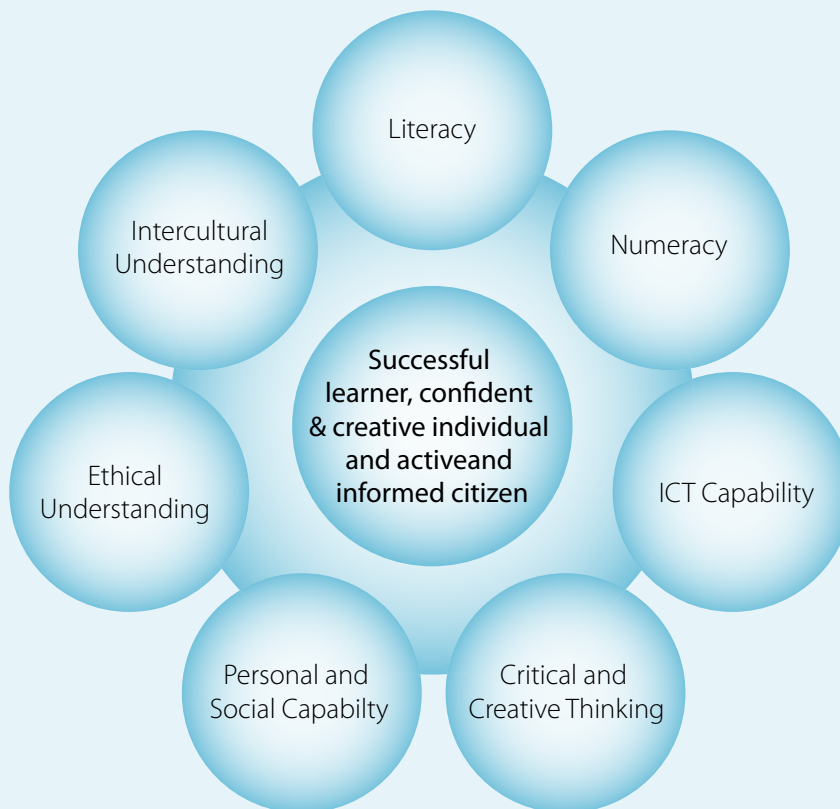 Literacy
Numeracy
ICT Capability
Critical and
Creative Thinking
Personal and
Social Capabilty
Ethical
Understanding
Intercultural
Understanding
Successful
learner, confident
& creative individual
and activeand
informed citizen